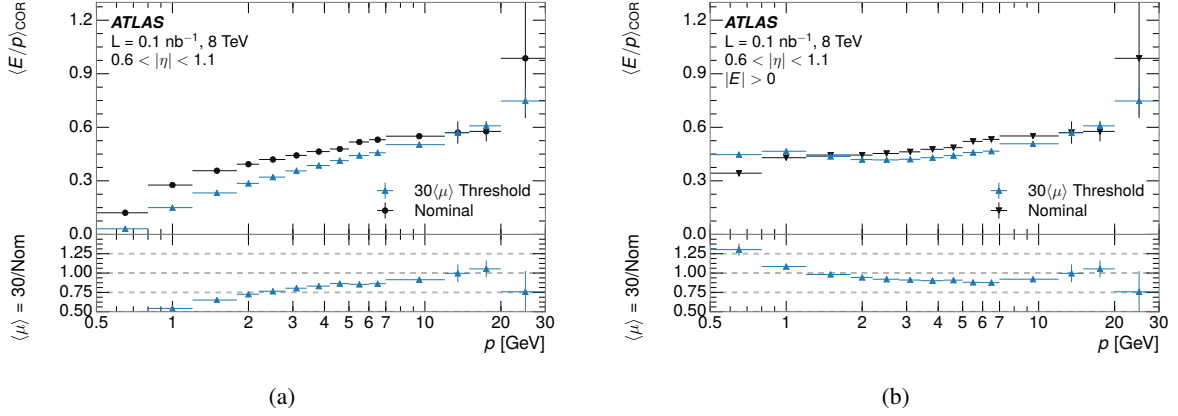 ⟨E/p⟩COR
1.2
0.9
0.6
0.3
0.0
ATLAS
L = 0.1 nb⁻¹, 8 TeV
0.6 < |η| < 1.1
30⟨μ⟩ Threshold
Nominal
⟨μ⟩ = 30/Nom
1.25
1.00
0.75
0.50
0.5 1 2 3 4 5 6 7 10 20 30
p [GeV]
(a)
⟨E/p⟩COR
1.2
0.9
0.6
0.3
0.0
ATLAS
L = 0.1 nb⁻¹, 8 TeV
0.6 < |η| < 1.1
|E| > 0
30⟨μ⟩ Threshold
Nominal
⟨μ⟩ = 30/Nom
1.25
1.00
0.75
0.50
0.5 1 2 3 4 5 6 7 10 20 30
p [GeV]
(b)